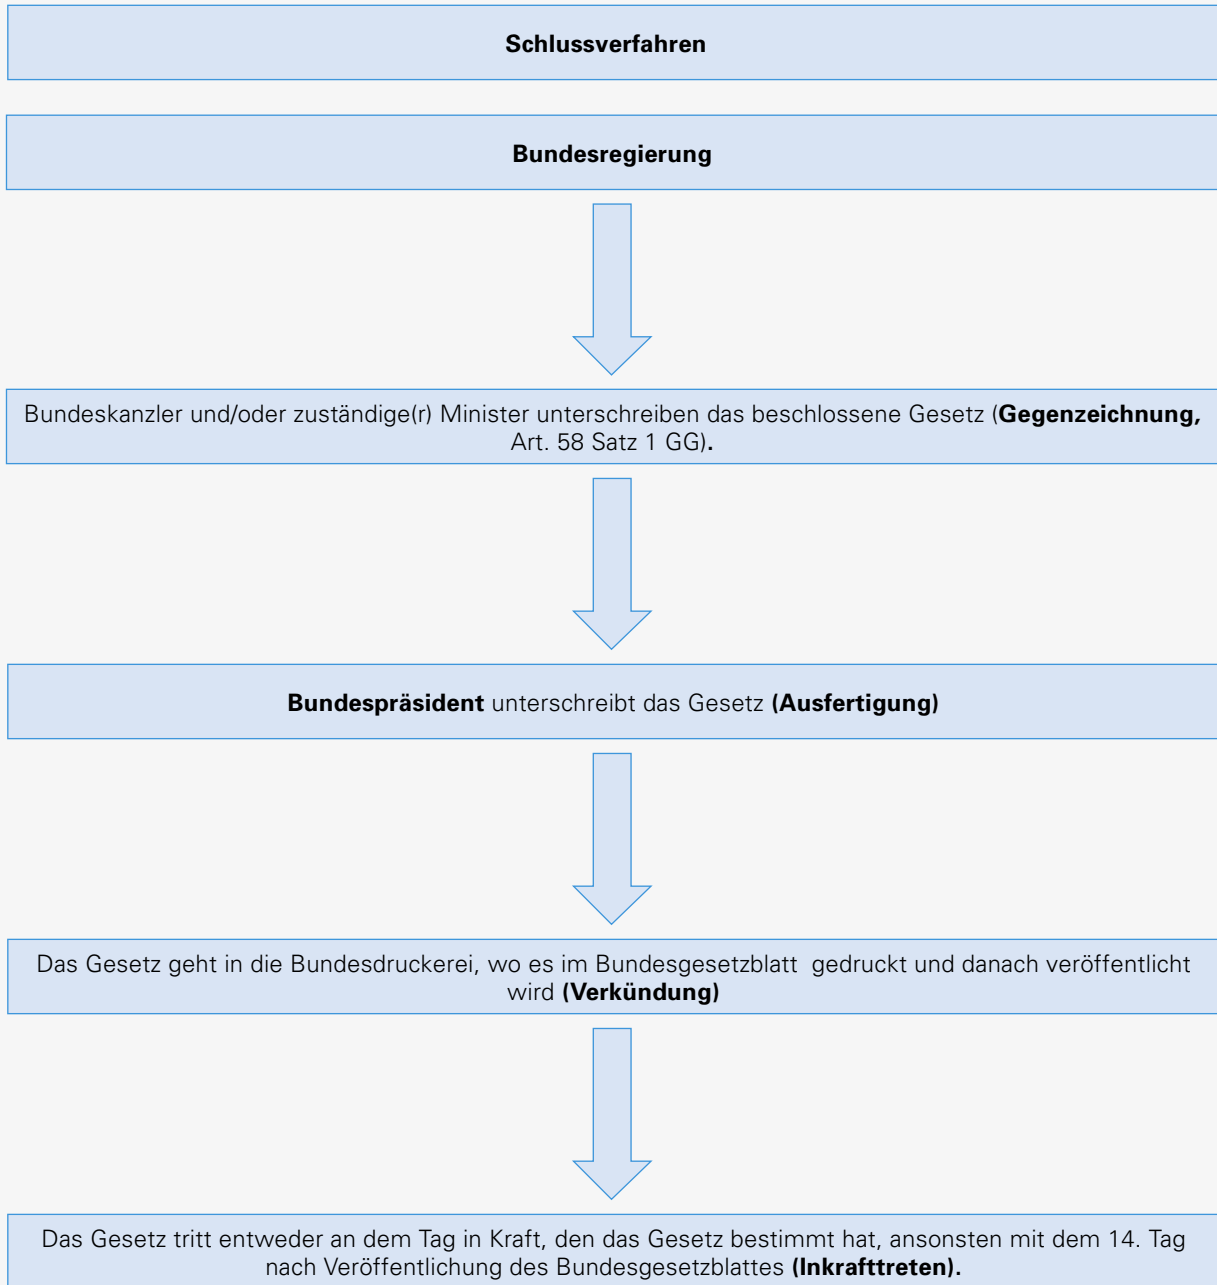 Schlussverfahren
Bundesregierung
Bundeskanzler und/oder zuständige(r) Minister unterschreiben das beschlossene Gesetz (Gegenzeichnung,
Art. 58 Satz 1 GG).
Bundespräsident unterschreibt das Gesetz (Ausfertigung)
Das Gesetz geht in die Bundesdruckerei, wo es im Bundesgesetzblatt  gedruckt und danach veröffentlicht
wird (Verkündung)
Das Gesetz tritt entweder an dem Tag in Kraft, den das Gesetz bestimmt hat, ansonsten mit dem 14. Tag
nach Veröffentlichung des Bundesgesetzblattes (Inkrafttreten).